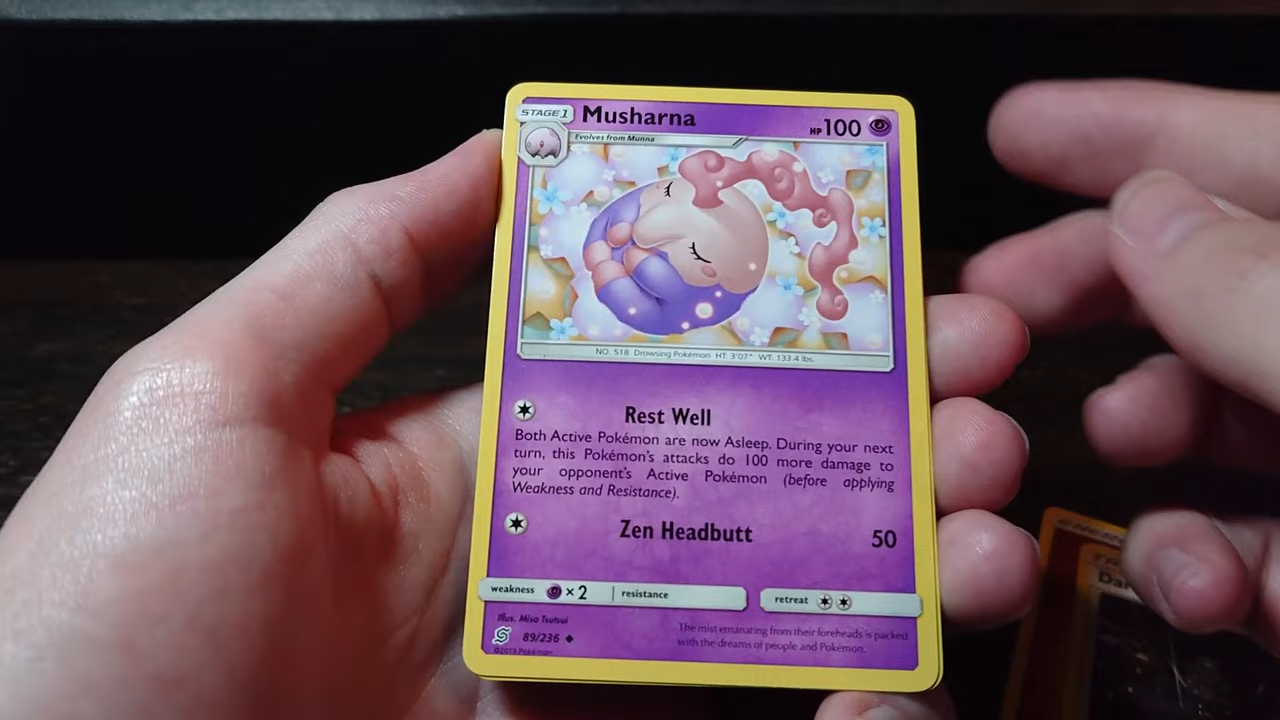 STAGE 1 Musharna HP 100
Evolves from Munna
NO. 518 Drowsing Pokémon HT: 3'07" WT: 133.4 lbs.
Rest Well
Both Active Pokémon are now Asleep. During your next
turn, this Pokémon's attacks do 100 more damage to
your opponent's Active Pokémon (before applying
Weakness and Resistance).
Zen Headbutt 50
weakness ×2 resistance retreat
Illus. Misa Tsutsui
89/236
©2019 Pokémon
The mist emanating from their foreheads is packed
with the dreams of people and Pokémon.